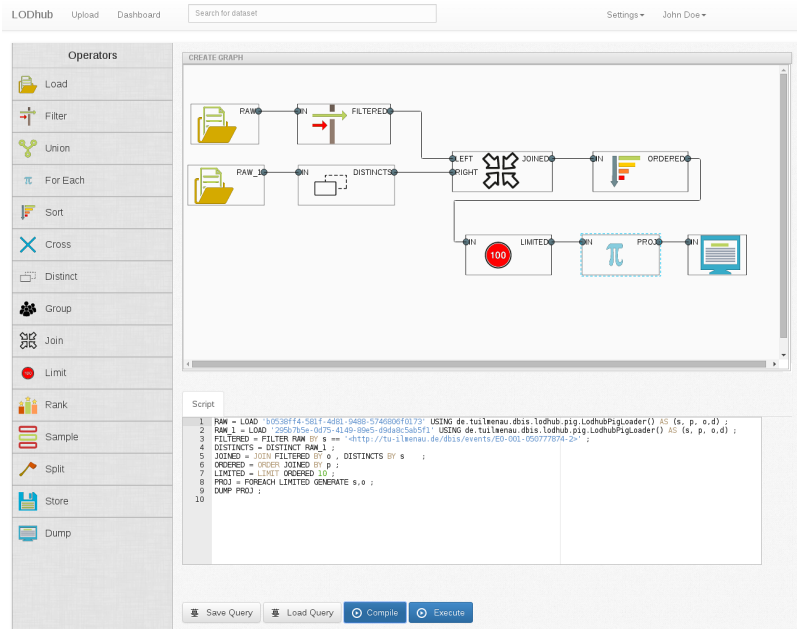 LODhub Upload Dashboard Search for dataset Settings John Doe
Operators
Load
Filter
Union
π For Each
Sort
Cross
Distinct
Group
Join
100 Limit
Rank
Sample
Split
Store
Dump
CREATE GRAPH
RAW IN FILTERED
LEFT JOINED IN ORDERED
RAW_1 IN DISTINCTS RIGHT
IN LIMITED IN PROJ IN
100 π
Script
1 RAW = LOAD 'b0538ff4-581f-4d81-9488-5746806f0173' USING de.tuilmenau.dbis.lodhub.pig.LodhubPigLoader() AS (s, p, o,d) ;
2 RAW_1 = LOAD '295b7b5e-0d75-4149-89e5-d9da8c5ab5f1' USING de.tuilmenau.dbis.lodhub.pig.LodhubPigLoader() AS (s, p, o,d) ;
3 FILTERED = FILTER RAW BY s == '<http://tu-ilmenau.de/dbis/events/E0-001-050777874-2>' ;
4 DISTINCTS = DISTINCT RAW_1 ;
5 JOINED = JOIN FILTERED BY o , DISTINCTS BY s ;
6 ORDERED = ORDER JOINED BY p ;
7 LIMITED = LIMIT ORDERED 10 ;
8 PROJ = FOREACH LIMITED GENERATE s,o ;
9 DUMP PROJ ;
10
Save Query Load Query Compile Execute